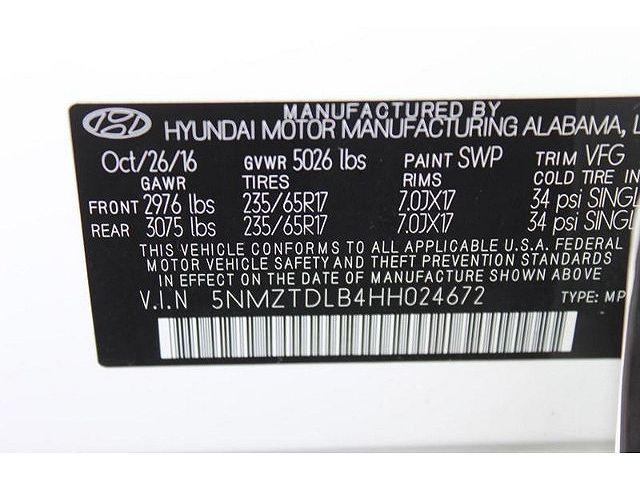 MANUFACTURED BY
HYUNDAI MOTOR MANUFACTURING ALABAMA,
Oct/26/16 GVWR 5026 lbs PAINT SWP TRIM VFG
GAWR TIRES RIMS COLD TIRE IN
FRONT 2976 lbs 235/65R17 7.0JX17 34 psi SINGL
REAR 3075 lbs 235/65R17 7.0JX17 34 psi SINGL
THIS VEHICLE CONFORMS TO ALL APPLICABLE U.S.A. FEDERAL
MOTOR VEHICLE SAFETY AND THEFT PREVENTION STANDARDS
IN EFFECT ON THE DATE OF MANUFACTURE SHOWN ABOVE
V.I.N 5NMZTDLB4HH024672 TYPE: MP